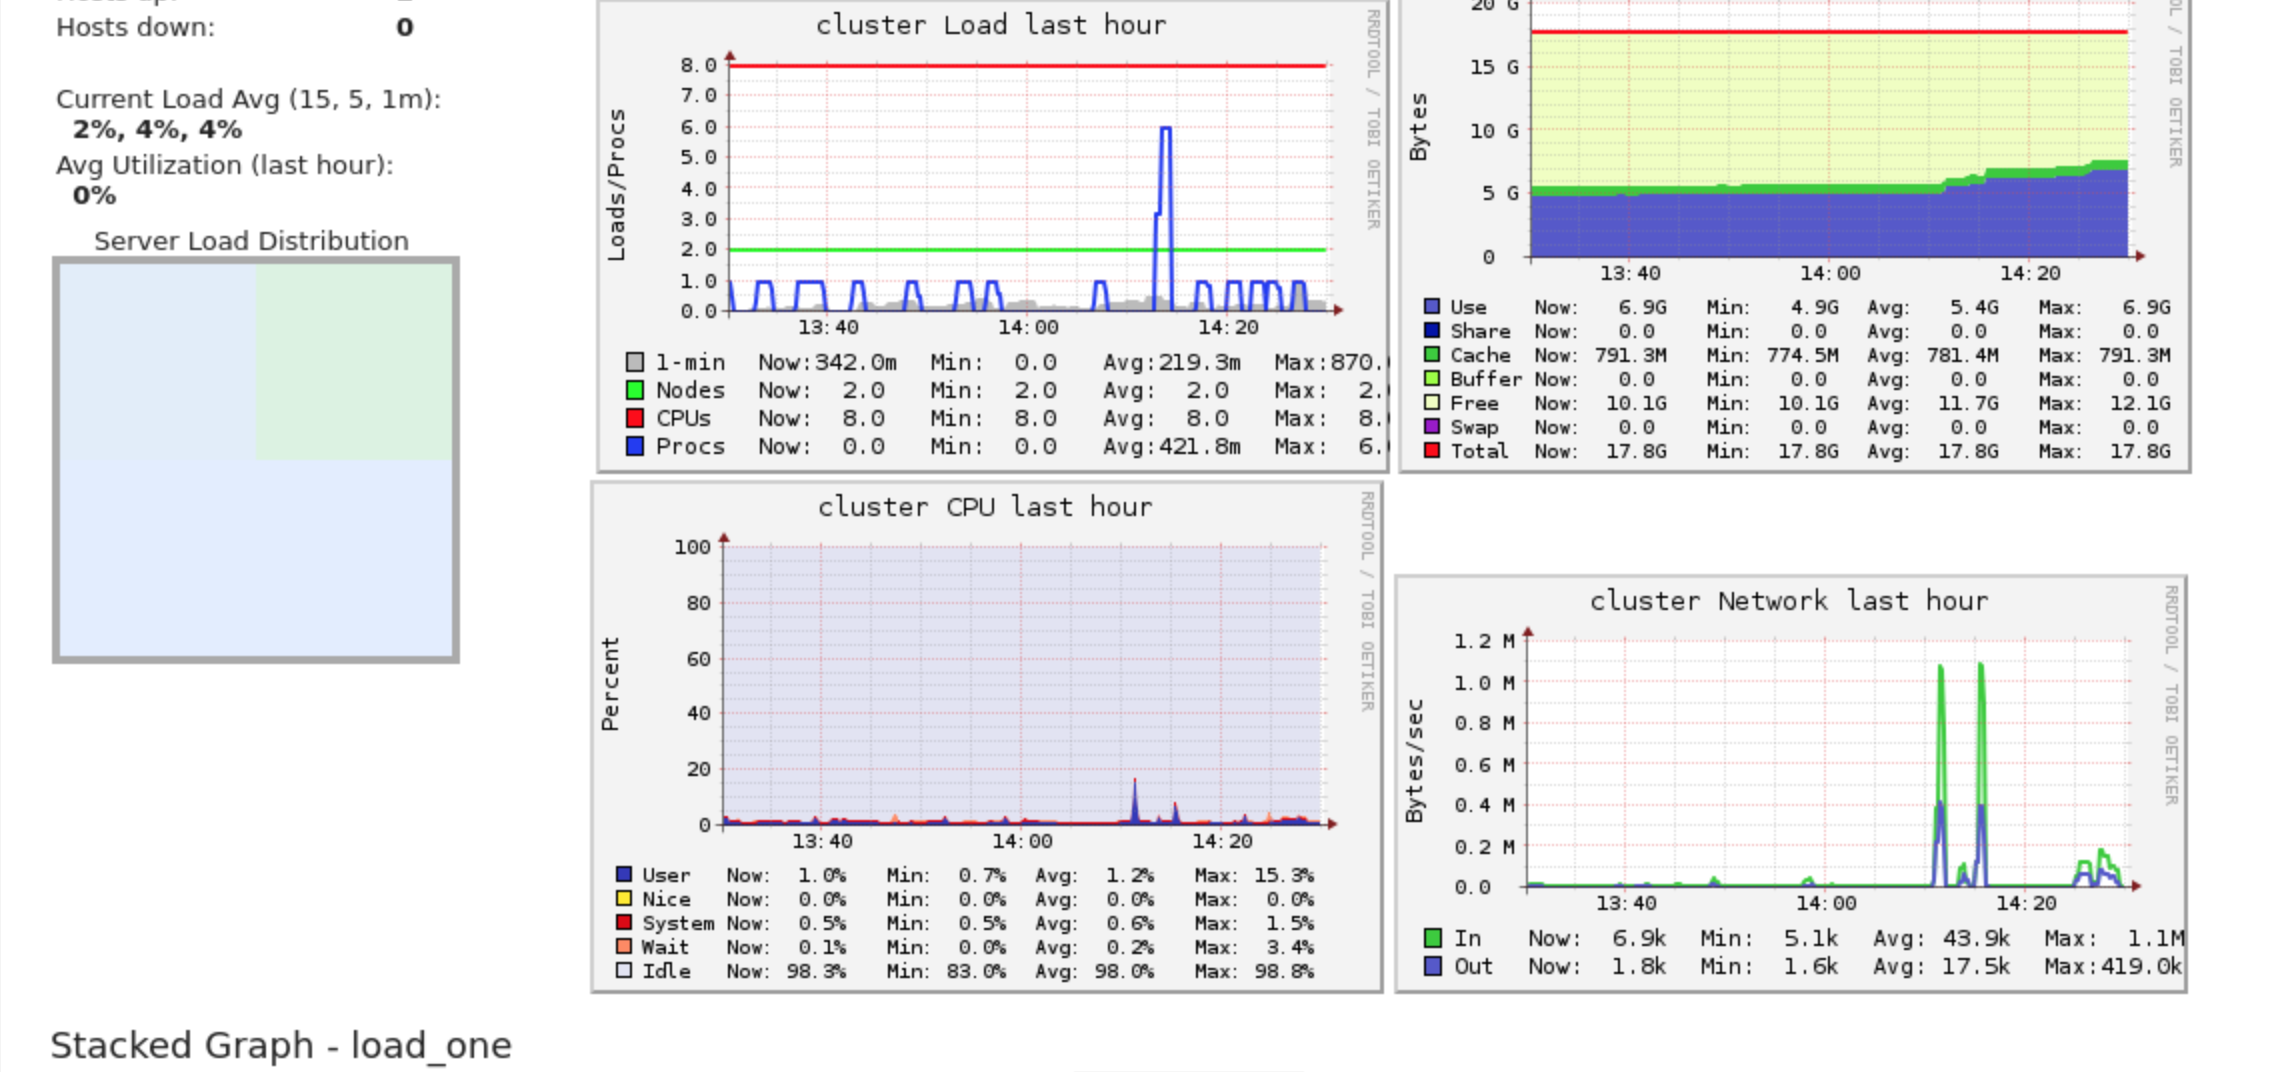 Hosts down: 0
Current Load Avg (15, 5, 1m):
2%, 4%, 4%
Avg Utilization (last hour):
0%
Server Load Distribution
cluster Load last hour
RRDTOOL / TOBI OETIKER
Loads/Procs
8.0
7.0
6.0
5.0
4.0
3.0
2.0
1.0
0.0
13:40 14:00 14:20
1-min Now:342.0m Min: 0.0 Avg:219.3m Max:870.
Nodes Now: 2.0 Min: 2.0 Avg: 2.0 Max: 2.
CPUs Now: 8.0 Min: 8.0 Avg: 8.0 Max: 8.
Procs Now: 0.0 Min: 0.0 Avg:421.8m Max: 6.
20 G
15 G
10 G
5 G
0
Bytes
OL / TOBI OETIKER
13:40 14:00 14:20
Use Now: 6.9G Min: 4.9G Avg: 5.4G Max: 6.9G
Share Now: 0.0 Min: 0.0 Avg: 0.0 Max: 0.0
Cache Now: 791.3M Min: 774.5M Avg: 781.4M Max: 791.3M
Buffer Now: 0.0 Min: 0.0 Avg: 0.0 Max: 0.0
Free Now: 10.1G Min: 10.1G Avg: 11.7G Max: 12.1G
Swap Now: 0.0 Min: 0.0 Avg: 0.0 Max: 0.0
Total Now: 17.8G Min: 17.8G Avg: 17.8G Max: 17.8G
cluster CPU last hour
RRDTOOL / TOBI OETIKER
Percent
100
80
60
40
20
0
13:40 14:00 14:20
User Now: 1.0% Min: 0.7% Avg: 1.2% Max: 15.3%
Nice Now: 0.0% Min: 0.0% Avg: 0.0% Max: 0.0%
System Now: 0.5% Min: 0.5% Avg: 0.6% Max: 1.5%
Wait Now: 0.1% Min: 0.0% Avg: 0.2% Max: 3.4%
Idle Now: 98.3% Min: 83.0% Avg: 98.0% Max: 98.8%
cluster Network last hour
RRDTOOL / TOBI OETIKER
Bytes/sec
1.2 M
1.0 M
0.8 M
0.6 M
0.4 M
0.2 M
0.0
13:40 14:00 14:20
In Now: 6.9k Min: 5.1k Avg: 43.9k Max: 1.1M
Out Now: 1.8k Min: 1.6k Avg: 17.5k Max:419.0k
Stacked Graph - load_one